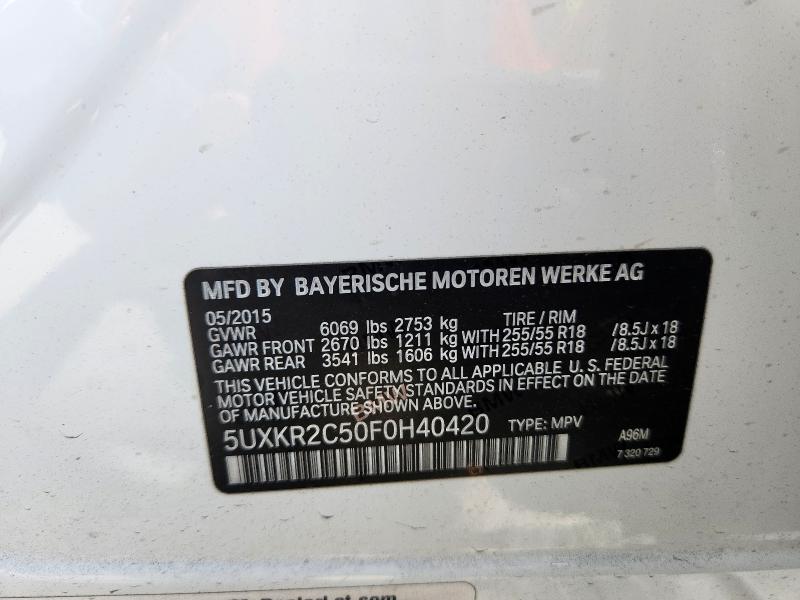 MFD BY BAYERISCHE MOTOREN WERKE AG
05/2015
GVWR 6069 lbs 2753 kg TIRE / RIM
GAWR FRONT 2670 lbs 1211 kg WITH 255/55 R18 /8.5J x 18
GAWR REAR 3541 lbs 1606 kg WITH 255/55 R18 /8.5J x 18
THIS VEHICLE CONFORMS TO ALL APPLICABLE U.S. FEDERAL
MOTOR VEHICLE SAFETY STANDARDS IN EFFECT ON THE DATE
OF MANUFACTURE SHOWN ABOVE.
5UXKR2C50F0H40420 TYPE: MPV A96M
7 320 729